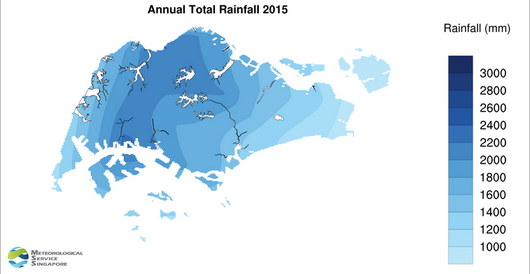 Annual Total Rainfall 2015
Rainfall (mm)
3000
2800
2600
2400
2200
2000
1800
1600
1400
1200
1000
METEOROLOGICAL
SERVICE
SINGAPORE